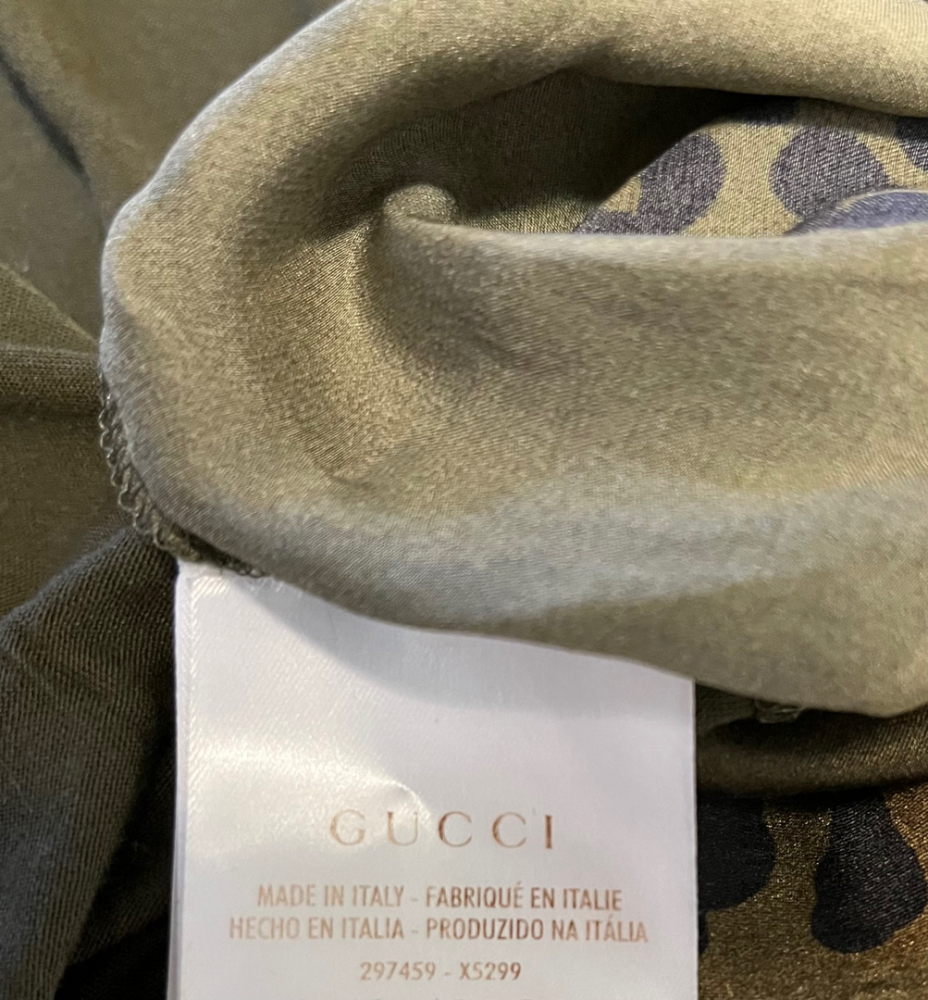 GUCCI
MADE IN ITALY - FABRIQUÉ EN ITALIE
HECHO EN ITALIA - PRODUZIDO NA ITÁLIA
297459 - X5299